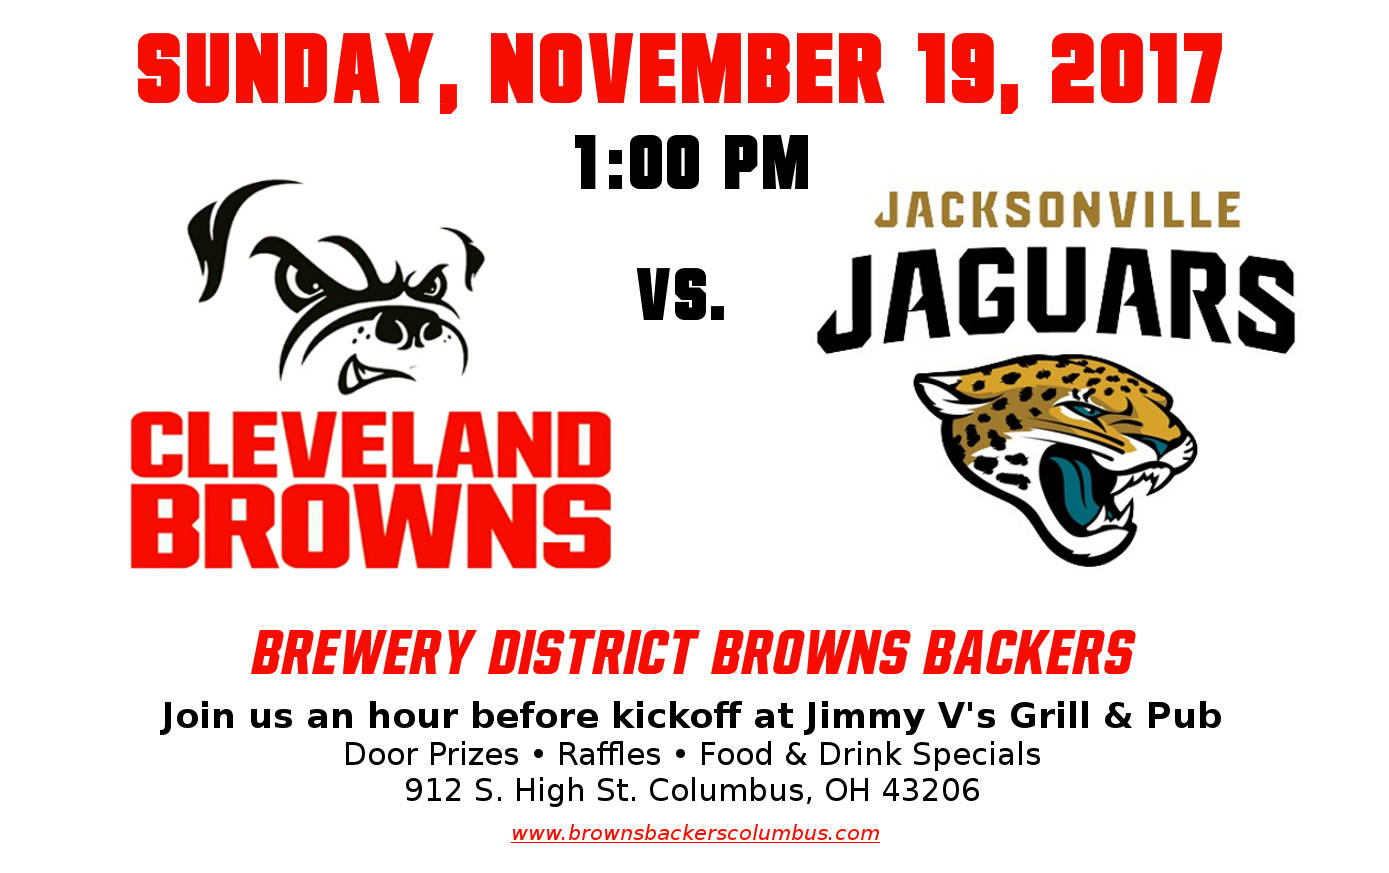 SUNDAY, NOVEMBER 19, 2017
1:00 PM
CLEVELAND
BROWNS
VS.
JACKSONVILLE
JAGUARS
BREWERY DISTRICT BROWNS BACKERS
Join us an hour before kickoff at Jimmy V's Grill & Pub
Door Prizes • Raffles • Food & Drink Specials
912 S. High St. Columbus, OH 43206
www.brownsbackerscolumbus.com